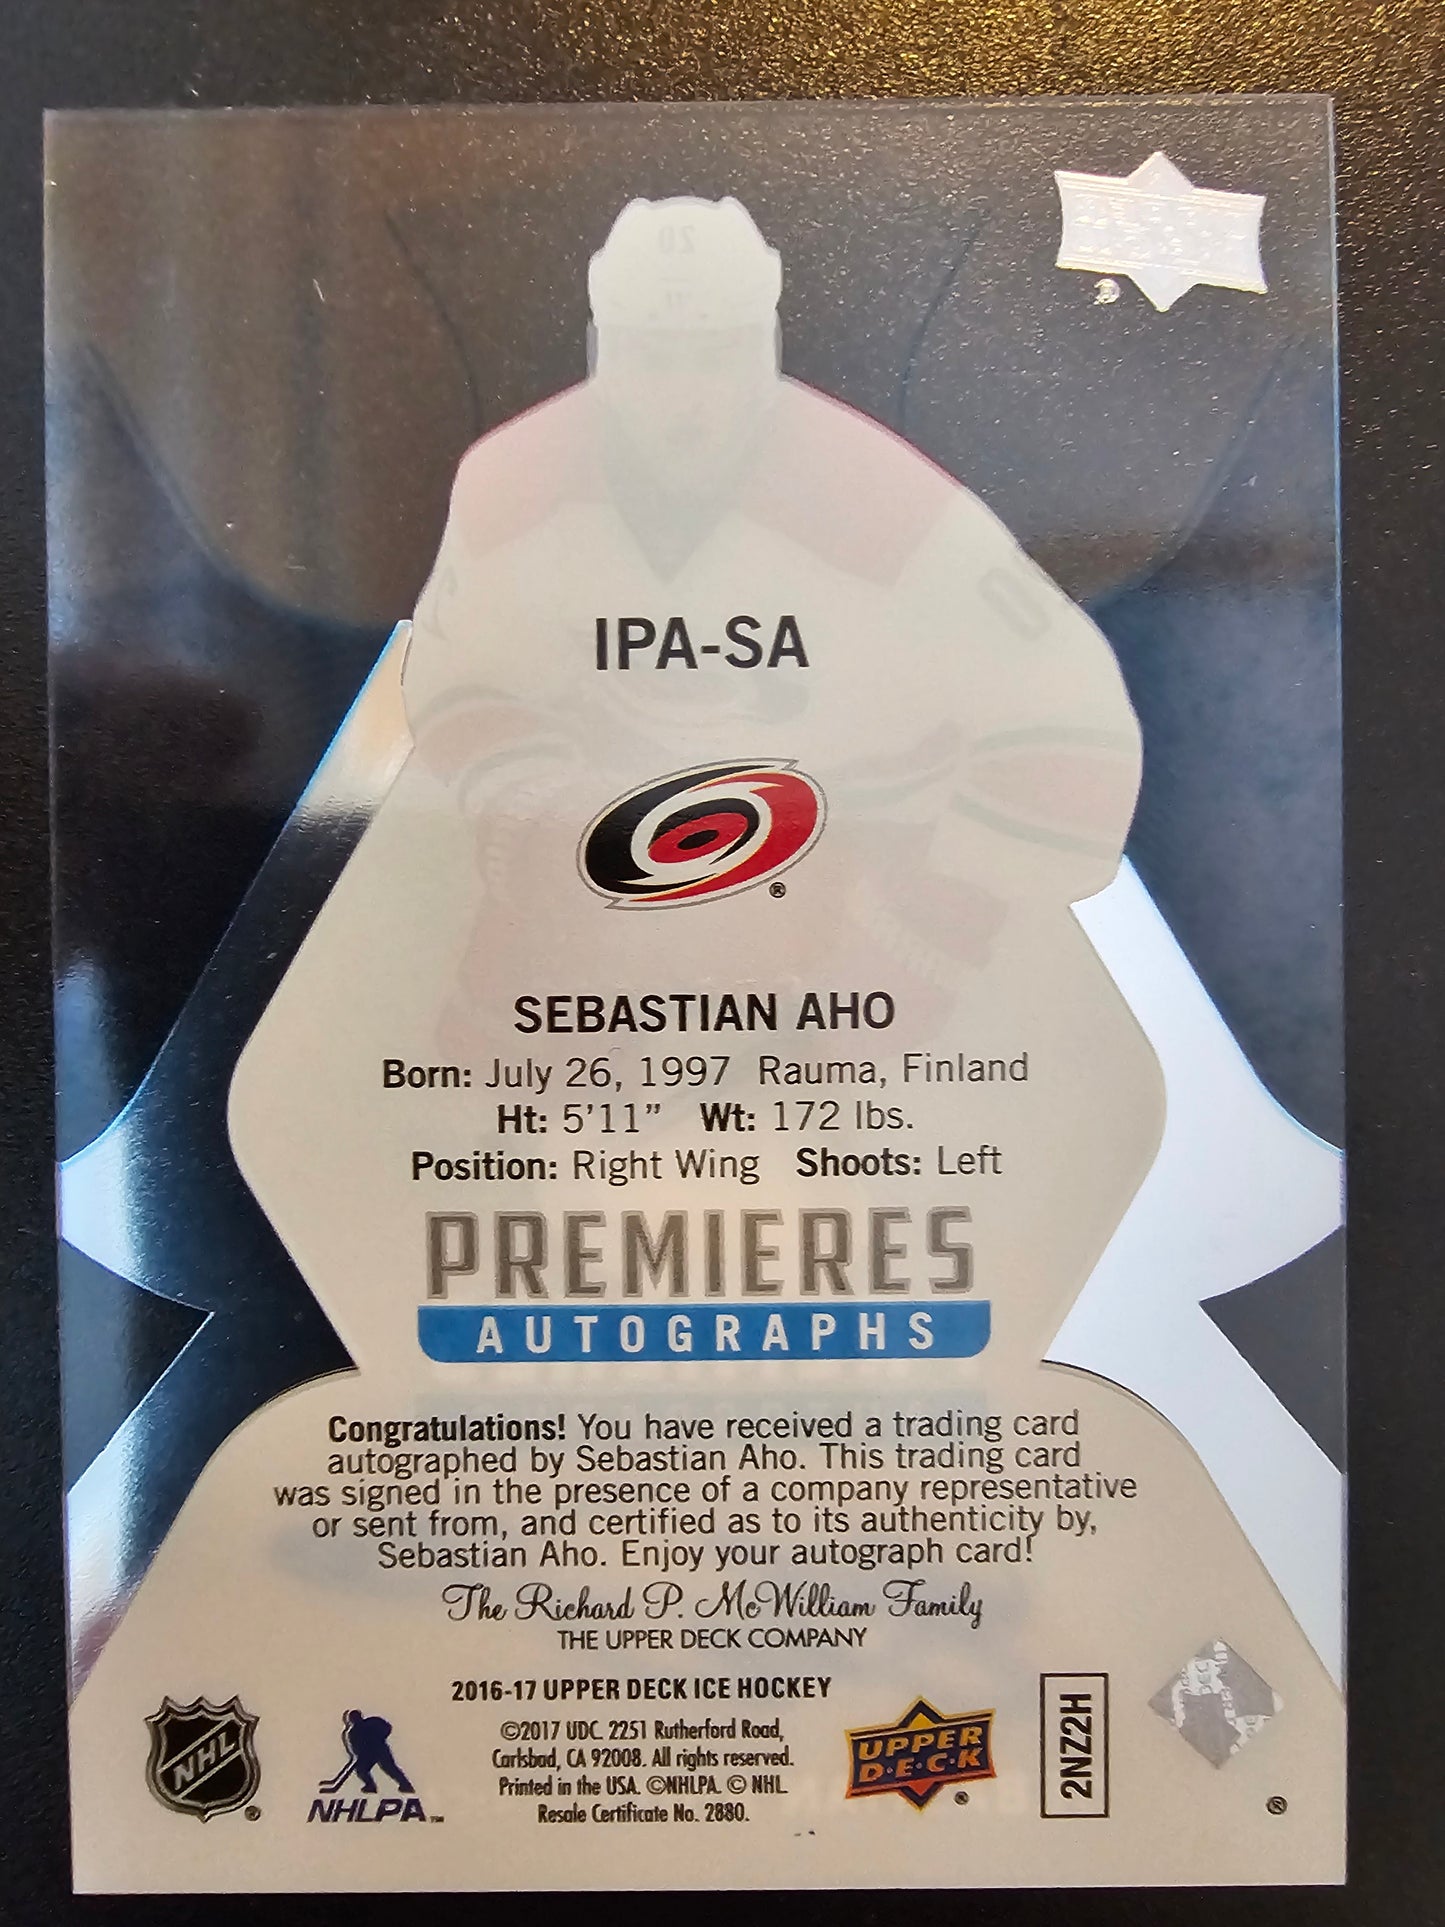 IPA-SA
®
SEBASTIAN AHO
Born: July 26, 1997 Rauma, Finland
Ht: 5'11” Wt: 172 lbs.
Position: Right Wing Shoots: Left
PREMIERES
AUTOGRAPHS
Congratulations! You have received a trading card
autographed by Sebastian Aho. This trading card
was signed in the presence of a company representative
or sent from, and certified as to its authenticity by,
Sebastian Aho. Enjoy your autograph card!
The Richard P. McWilliam Family
THE UPPER DECK COMPANY
2016-17 UPPER DECK ICE HOCKEY
©2017 UDC. 2251 Rutherford Road,
Carlsbad, CA 92008. All rights reserved.
Printed in the USA. ©NHLPA. © NHL
Resale Certificate No. 2880.
NHL ®
NHLPA ™
UPPER
D·E·C·K ®
2NZ2H
®